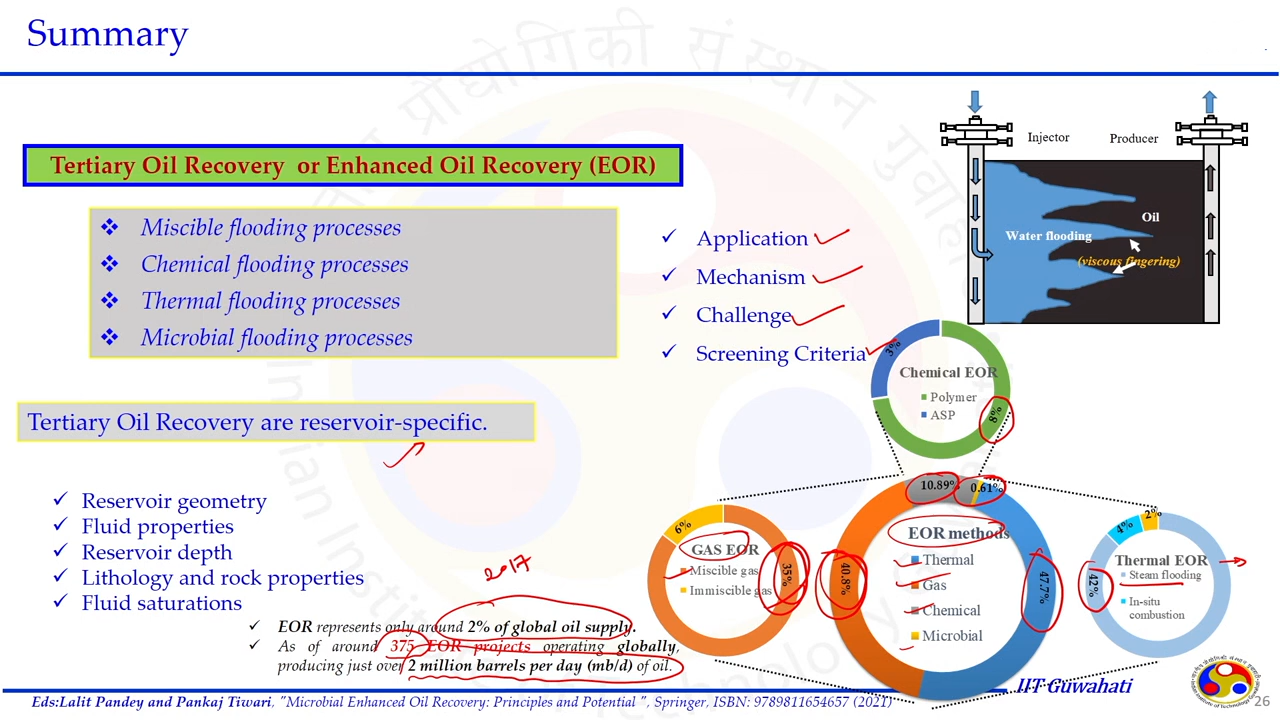 Summary
Tertiary Oil Recovery or Enhanced Oil Recovery (EOR)
❖ Miscible flooding processes
❖ Chemical flooding processes
❖ Thermal flooding processes
❖ Microbial flooding processes
✓ Application
✓ Mechanism
✓ Challenge
✓ Screening Criteria
Injector
Producer
Oil
Water flooding
(viscous fingering)
Tertiary Oil Recovery are reservoir-specific.
✓ Reservoir geometry
✓ Fluid properties
✓ Reservoir depth
✓ Lithology and rock properties
✓ Fluid saturations
2017
✓ EOR represents only around 2% of global oil supply.
✓ As of around 375 EOR projects operating globally,
producing just over 2 million barrels per day (mb/d) of oil.
3%
Chemical EOR
Polymer
ASP
8%
6%
GAS EOR
Miscible gas
Immiscible gas
35%
10.89%
0.61%
EOR methods
Thermal
Gas
Chemical
Microbial
40.8%
47.7%
4%
2%
Thermal EOR
Steam flooding
In-situ
combustion
42%
IIT Guwahati
Eds:Lalit Pandey and Pankaj Tiwari, "Microbial Enhanced Oil Recovery: Principles and Potential ", Springer, ISBN: 9789811654657 (2021)
26